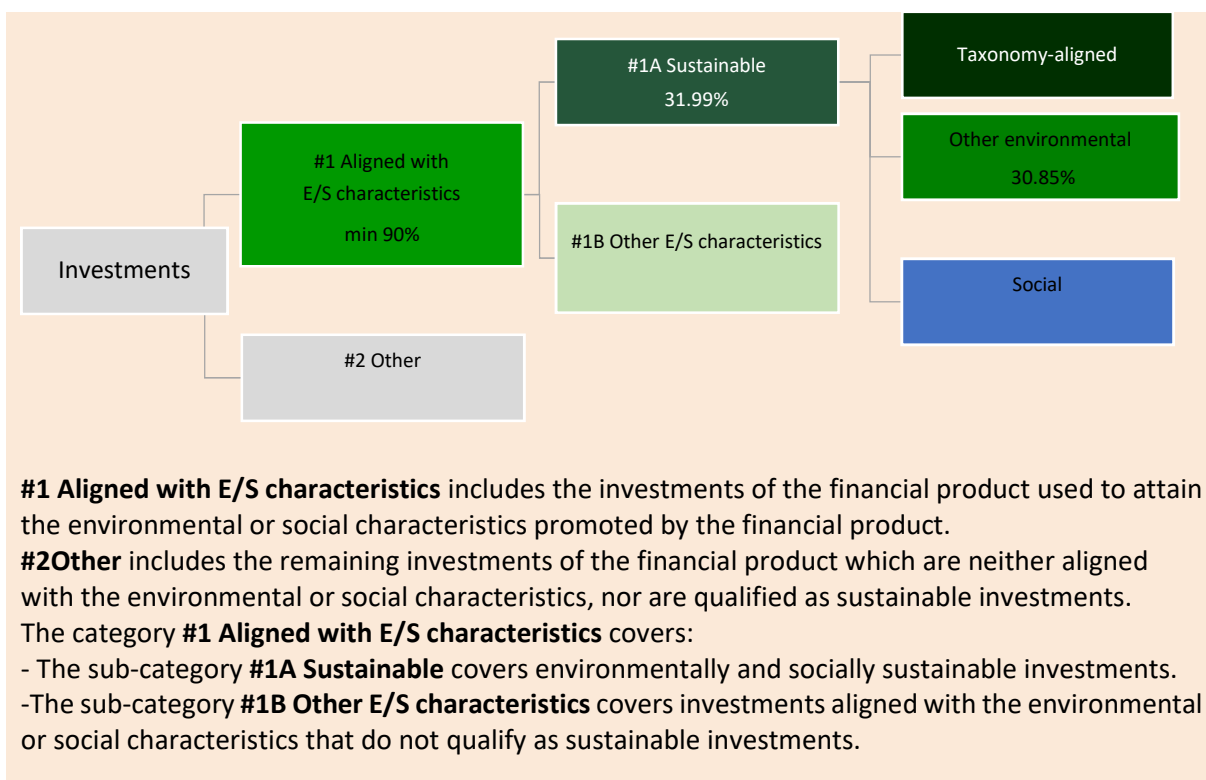 Taxonomy-aligned
#1A Sustainable
31.99%
Other environmental
30.85%
#1 Aligned with
E/S characteristics
min 90%
#1B Other E/S characteristics
Investments
Social
#2 Other
#1 Aligned with E/S characteristics includes the investments of the financial product used to attain
the environmental or social characteristics promoted by the financial product.
#2Other includes the remaining investments of the financial product which are neither aligned
with the environmental or social characteristics, nor are qualified as sustainable investments.
The category #1 Aligned with E/S characteristics covers:
- The sub-category #1A Sustainable covers environmentally and socially sustainable investments.
-The sub-category #1B Other E/S characteristics covers investments aligned with the environmental
or social characteristics that do not qualify as sustainable investments.